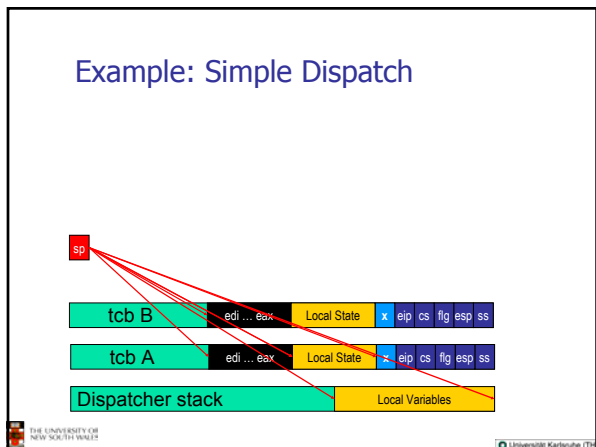 Example: Simple Dispatch
sp
tcb B edi ... eax Local State x eip cs flg esp ss
tcb A edi ... eax Local State x eip cs flg esp ss
Dispatcher stack Local Variables
THE UNIVERSITY OF
NEW SOUTH WALES
Universität Karlsruhe (TH